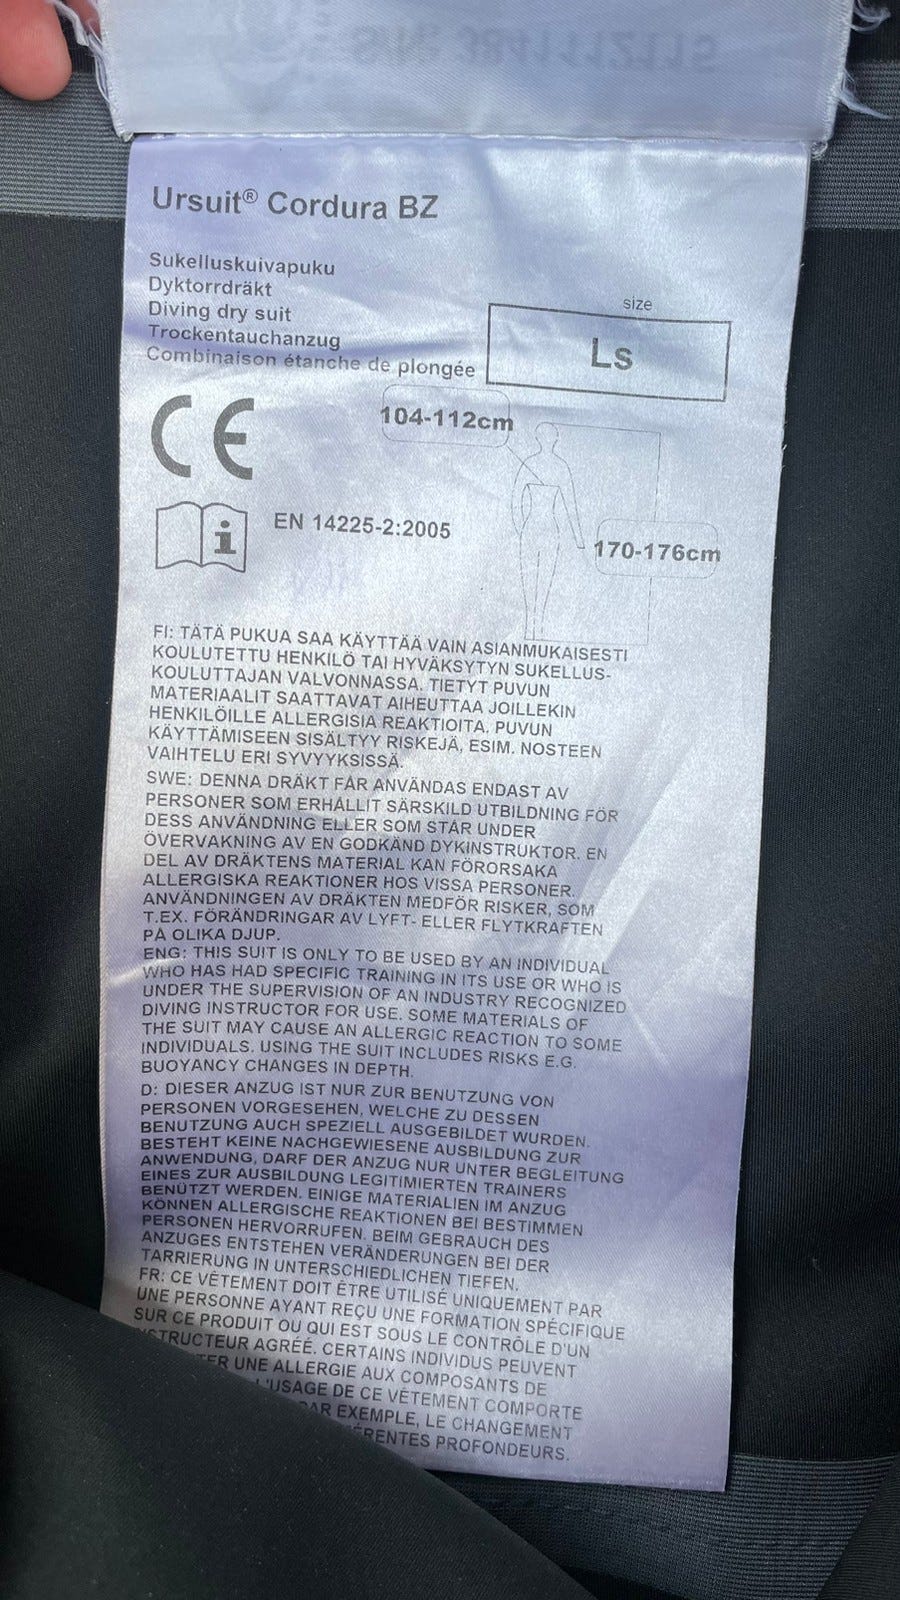 Ursuit® Cordura BZ
Sukelluskuivapuku
Dyktorrdräkt
Diving dry suit
Trockentauchanzug
Combinaison étanche de plongée
size
Ls
104-112cm
CE
i
EN 14225-2:2005
170-176cm
FI: TÄTÄ PUKUA SAA KÄYTTÄÄ VAIN ASIANMUKAISESTI
KOULUTETTU HENKILÖ TAI HYVÄKSYTYN SUKELLUS-
KOULUTTAJAN VALVONNASSA. TIETYT PUVUN
MATERIAALIT SAATTAVAT AIHEUTTAA JOILLEKIN
HENKILÖILLE ALLERGISIA REAKTIOITA. PUVUN
KÄYTTÄMISEEN SISÄLTYY RISKEJÄ, ESIM. NOSTEEN
VAIHTELU ERI SYVYYKSISSÄ.
SWE: DENNA DRÄKT FÅR ANVÄNDAS ENDAST AV
PERSONER SOM ERHÅLLIT SÄRSKILD UTBILDNING FÖR
DESS ANVÄNDNING ELLER SOM STÅR UNDER
ÖVERVAKNING AV EN GODKÄND DYKINSTRUKTOR. EN
DEL AV DRÄKTENS MATERIAL KAN FÖRORSAKA
ALLERGISKA REAKTIONER HOS VISSA PERSONER.
ANVÄNDNINGEN AV DRÄKTEN MEDFÖR RISKER, SOM
T.EX. FÖRÄNDRINGAR AV LYFT- ELLER FLYTKRAFTEN
PÅ OLIKA DJUP.
ENG: THIS SUIT IS ONLY TO BE USED BY AN INDIVIDUAL
WHO HAS HAD SPECIFIC TRAINING IN ITS USE OR WHO IS
UNDER THE SUPERVISION OF AN INDUSTRY RECOGNIZED
DIVING INSTRUCTOR FOR USE. SOME MATERIALS OF
THE SUIT MAY CAUSE AN ALLERGIC REACTION TO SOME
INDIVIDUALS. USING THE SUIT INCLUDES RISKS E.G.
BUOYANCY CHANGES IN DEPTH.
D: DIESER ANZUG IST NUR ZUR BENUTZUNG VON
PERSONEN VORGESEHEN, WELCHE ZU DESSEN
BENUTZUNG AUCH SPEZIELL AUSGEBILDET WURDEN.
BESTEHT KEINE NACHGEWIESENE AUSBILDUNG ZUR
ANWENDUNG, DARF DER ANZUG NUR UNTER BEGLEITUNG
EINES ZUR AUSBILDUNG LEGITIMIERTEN TRAINERS
BENÜTZT WERDEN. EINIGE MATERIALIEN IM ANZUG
KÖNNEN ALLERGISCHE REAKTIONEN BEI BESTIMMEN
PERSONEN HERVORRUFEN. BEIM GEBRAUCH DES
ANZUGES ENTSTEHEN VERÄNDERUNGEN BEI DER
TARRIERUNG IN UNTERSCHIEDLICHEN TIEFEN.
FR: CE VÊTEMENT DOIT ÊTRE UTILISÉ UNIQUEMENT PAR
UNE PERSONNE AYANT REÇU UNE FORMATION SPÉCIFIQUE
SUR CE PRODUIT OU QUI EST SOUS LE CONTRÔLE D'UN
STRUCTEUR AGRÉÉ. CERTAINS INDIVIDUS PEUVENT
TER UNE ALLERGIE AUX COMPOSANTS DE
L'USAGE DE CE VÊTEMENT COMPORTE
PAR EXEMPLE, LE CHANGEMENT
ÉRENTES PROFONDEURS.